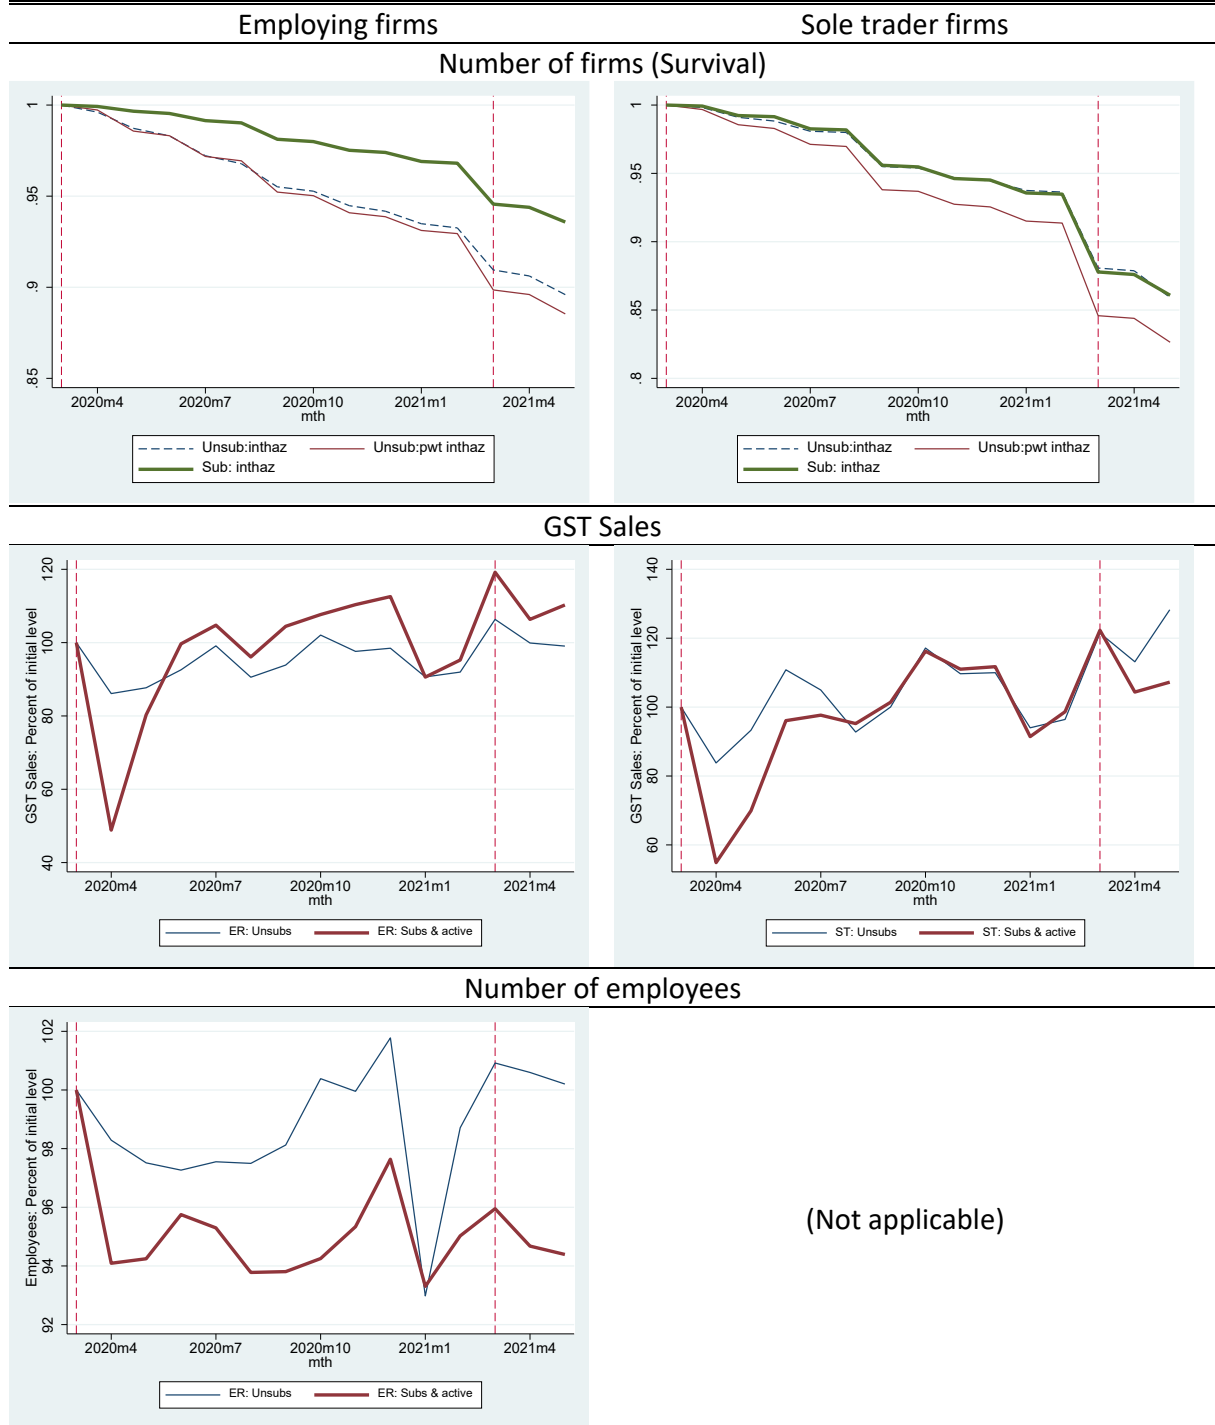 Employing firms
Sole trader firms
Number of firms (Survival)
1
.95
.9
.85
2020m4 2020m7 2020m10 2021m1 2021m4
mth
Unsub:inthaz Unsub:pwt inthaz
Sub: inthaz
1
.95
.9
.85
.8
2020m4 2020m7 2020m10 2021m1 2021m4
mth
Unsub:inthaz Unsub:pwt inthaz
Sub: inthaz
GST Sales
GST Sales: Percent of initial level
120
100
80
60
40
2020m4 2020m7 2020m10 2021m1 2021m4
mth
ER: Unsubs ER: Subs & active
GST Sales: Percent of initial level
140
120
100
80
60
2020m4 2020m7 2020m10 2021m1 2021m4
mth
ST: Unsubs ST: Subs & active
Number of employees
Employees: Percent of initial level
102
100
98
96
94
92
2020m4 2020m7 2020m10 2021m1 2021m4
mth
ER: Unsubs ER: Subs & active
(Not applicable)